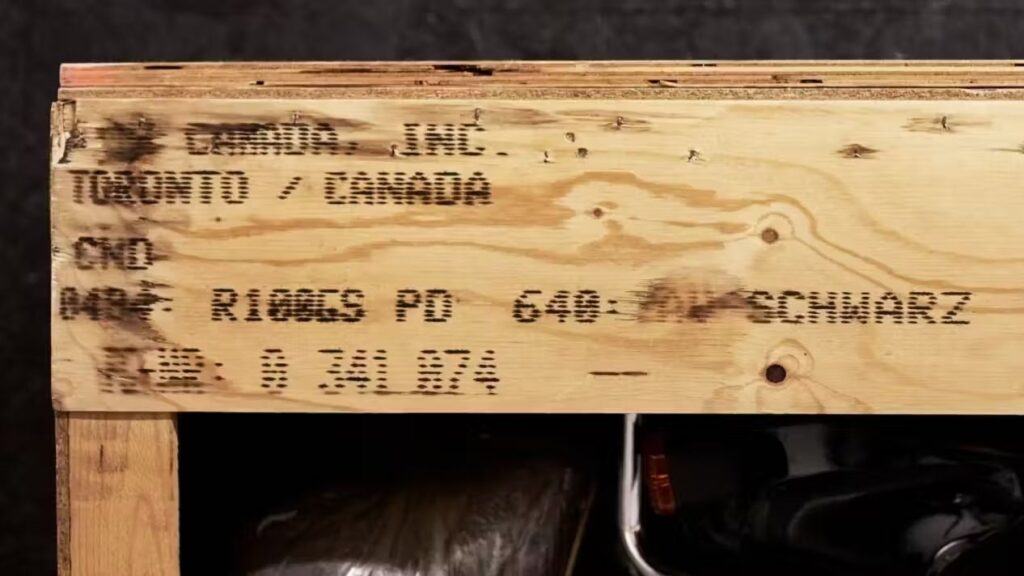 CANADA, INC.
TORONTO / CANADA
CND
R100GS PD 640: SCHWARZ
0 341 074